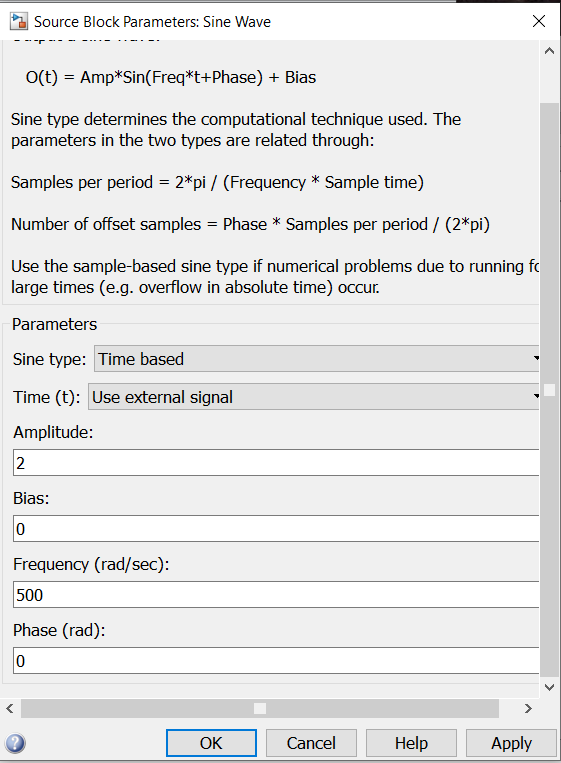 Source Block Parameters: Sine Wave
Output a sine wave:
O(t) = Amp*Sin(Freq*t+Phase) + Bias
Sine type determines the computational technique used. The
parameters in the two types are related through:
Samples per period = 2*pi / (Frequency * Sample time)
Number of offset samples = Phase * Samples per period / (2*pi)
Use the sample-based sine type if numerical problems due to running fo
large times (e.g. overflow in absolute time) occur.
Parameters
Sine type: Time based
Time (t): Use external signal
Amplitude:
2
Bias:
0
Frequency (rad/sec):
500
Phase (rad):
0
OK Cancel Help Apply